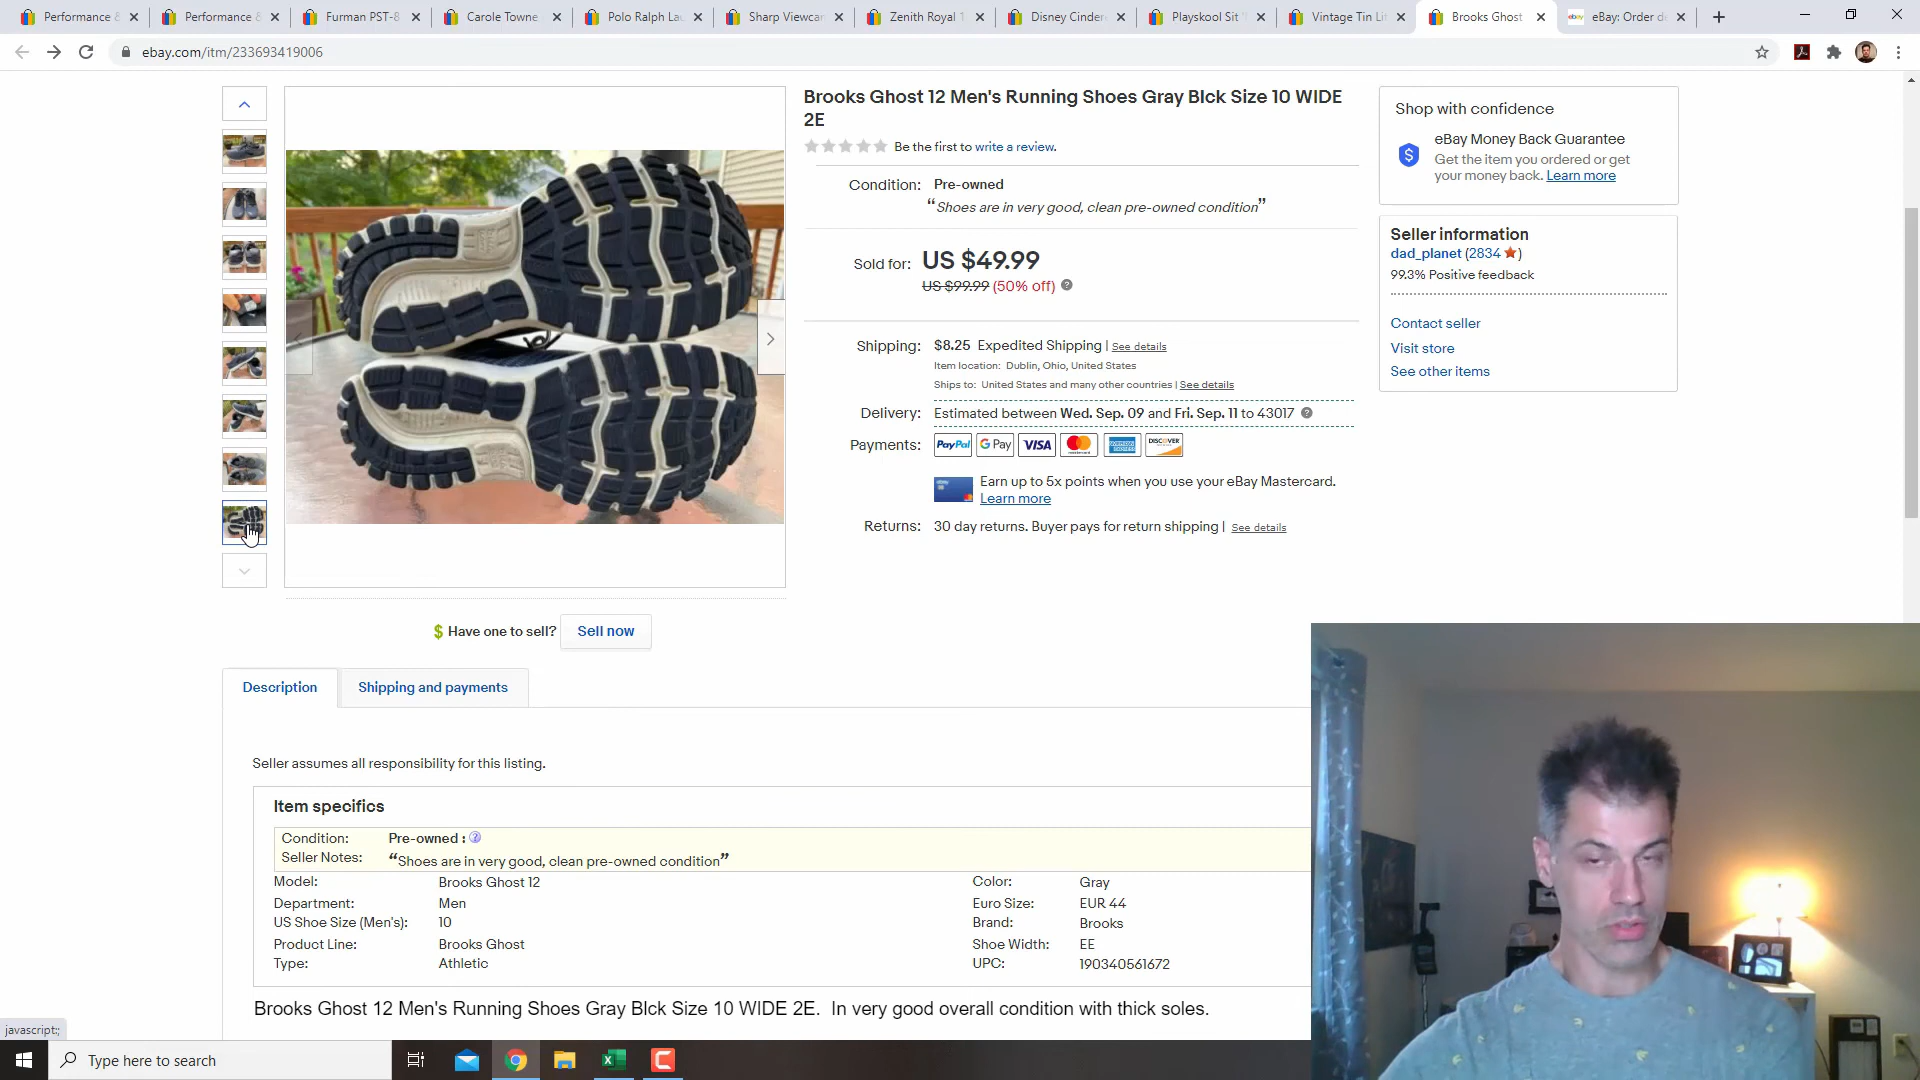 Performance &
Performance &
Furman PST-8
Carole Towne
Polo Ralph Lau
Sharp Viewcar
Zenith Royal
Disney Cinder
Playskool Sit
Vintage Tin Lit
Brooks Ghost
eBay: Order de
ebay.com/itm/233693419006
Brooks Ghost 12 Men's Running Shoes Gray Blck Size 10 WIDE
2E
Be the first to write a review.
Condition: Pre-owned
“Shoes are in very good, clean pre-owned condition”
Sold for: US $49.99
US $99.99 (50% off)
Shipping: $8.25 Expedited Shipping | See details
Item location: Dublin, Ohio, United States
Ships to: United States and many other countries | See details
Delivery: Estimated between Wed. Sep. 09 and Fri. Sep. 11 to 43017
Payments: PayPal G Pay VISA mastercard AMERICAN EXPRESS DISCOVER
Earn up to 5x points when you use your eBay Mastercard.
Learn more
Returns: 30 day returns. Buyer pays for return shipping | See details
Shop with confidence
eBay Money Back Guarantee
Get the item you ordered or get
your money back. Learn more
Seller information
dad_planet (2834)
99.3% Positive feedback
Contact seller
Visit store
See other items
$ Have one to sell? Sell now
Description
Shipping and payments
Seller assumes all responsibility for this listing.
Item specifics
Condition: Pre-owned :
Seller Notes: “Shoes are in very good, clean pre-owned condition”
Model: Brooks Ghost 12 Color: Gray
Department: Men Euro Size: EUR 44
US Shoe Size (Men's): 10 Brand: Brooks
Product Line: Brooks Ghost Shoe Width: EE
Type: Athletic UPC: 190340561672
Brooks Ghost 12 Men's Running Shoes Gray Blck Size 10 WIDE 2E. In very good overall condition with thick soles.
javascript:;
Type here to search